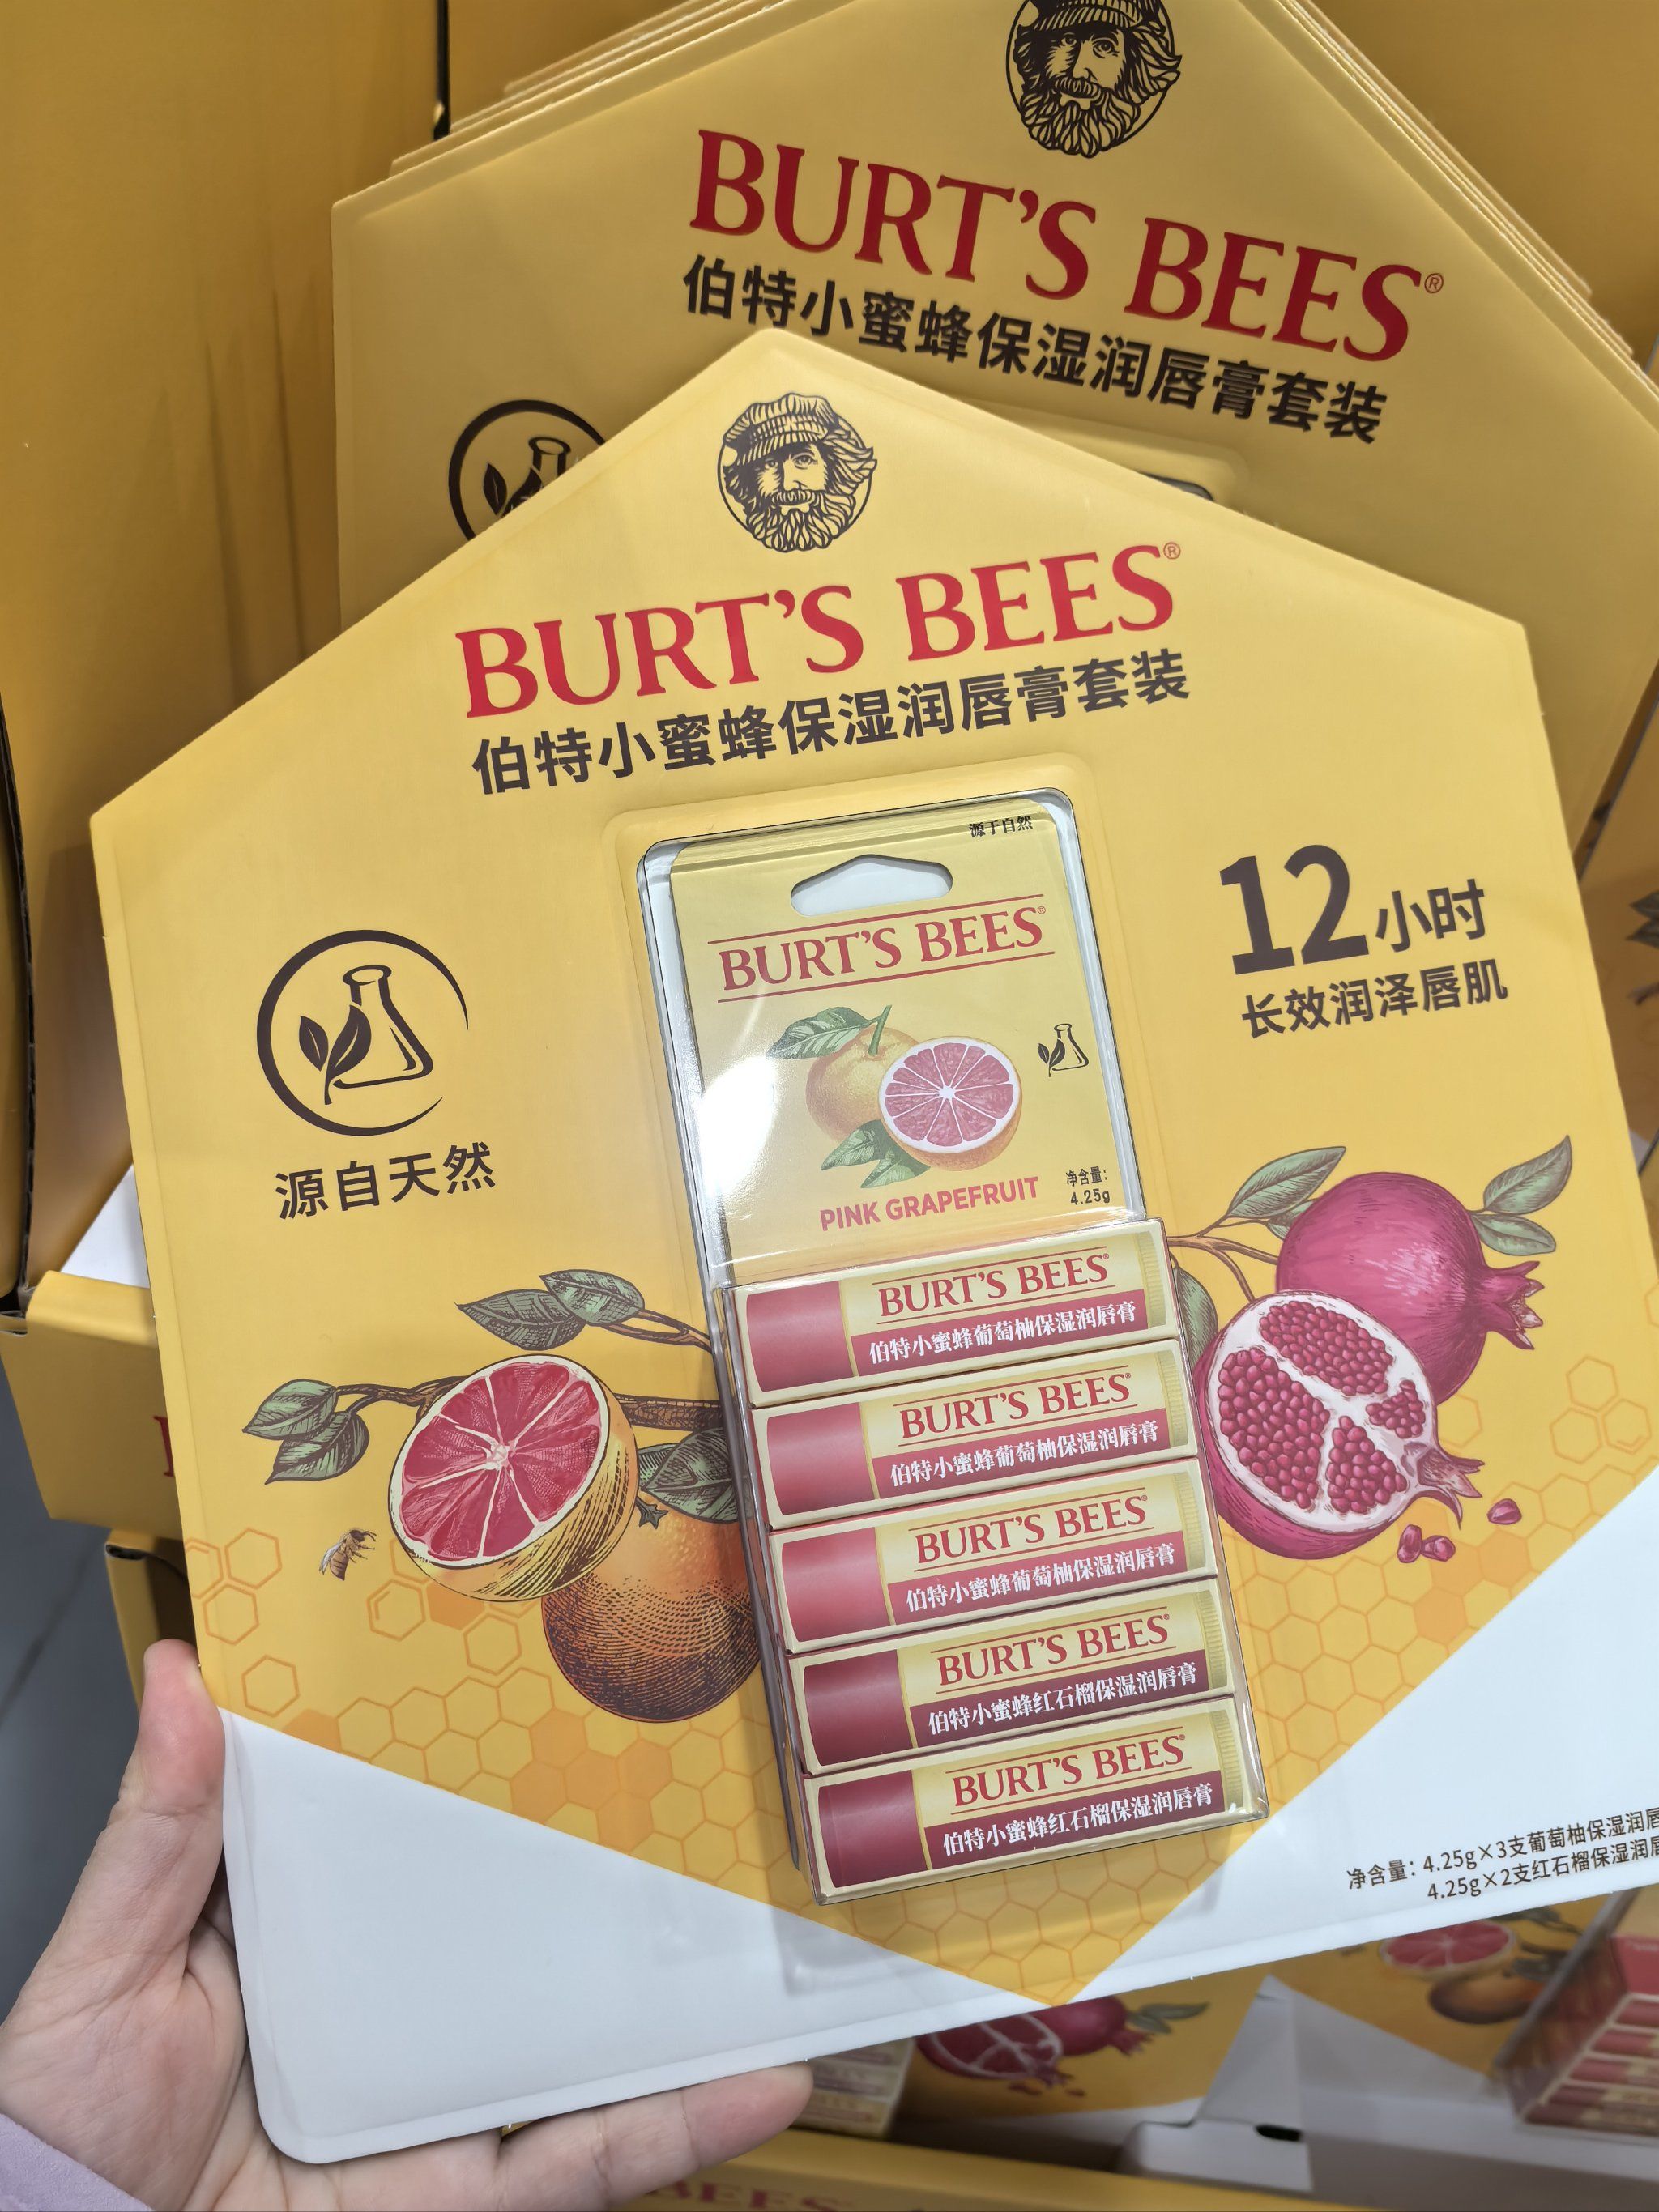 BURT'S BEES®
伯特小蜜蜂保湿润唇膏套装
BURT'S BEES®
伯特小蜜蜂保湿润唇膏套装
源自天然
12小时
长效润泽唇肌
源于自然
BURT'S BEES®
PINK GRAPEFRUIT
净含量:
4.25g
BURT'S BEES®
伯特小蜜蜂葡萄柚保湿润唇膏
BURT'S BEES®
伯特小蜜蜂葡萄柚保湿润唇膏
BURT'S BEES®
伯特小蜜蜂葡萄柚保湿润唇膏
BURT'S BEES®
伯特小蜜蜂红石榴保湿润唇膏
BURT'S BEES®
伯特小蜜蜂红石榴保湿润唇膏
净含量：4.25g×3支葡萄柚保湿润唇
4.25g×2支红石榴保湿润唇
BEES